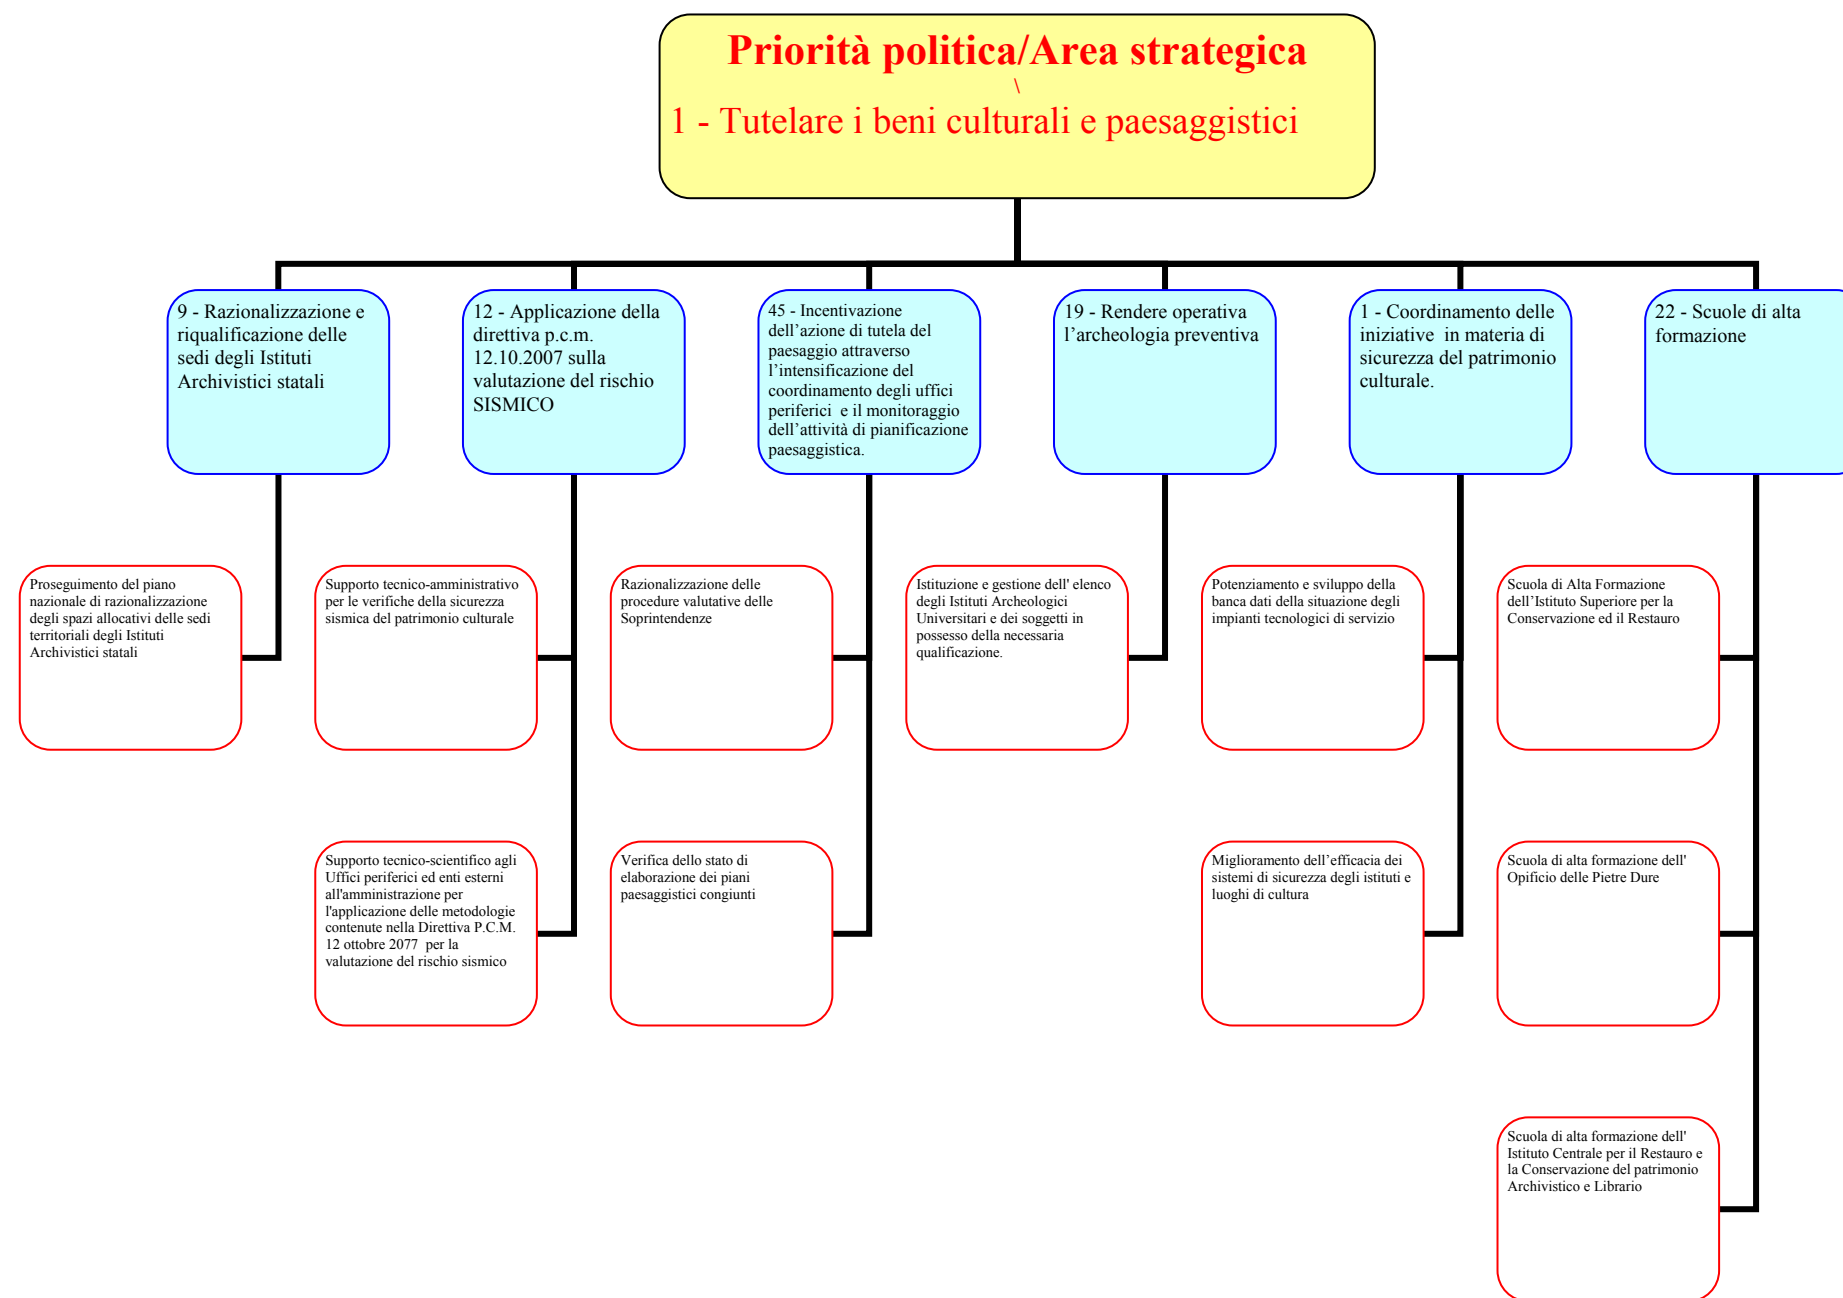 Priorità politica/Area strategica
\
1 - Tutelare i beni culturali e paesaggistici
9 - Razionalizzazione e
riqualificazione delle
sedi degli Istituti
Archivistici statali
12 - Applicazione della
direttiva p.c.m.
12.10.2007 sulla
valutazione del rischio
SISMICO
45 - Incentivazione
dell’azione di tutela del
paesaggio attraverso
l’intensificazione del
coordinamento degli uffici
periferici e il monitoraggio
dell’attività di pianificazione
paesaggistica.
19 - Rendere operativa
l’archeologia preventiva
1 - Coordinamento delle
iniziative in materia di
sicurezza del patrimonio
culturale.
22 - Scuole di alta
formazione
Proseguimento del piano
nazionale di razionalizzazione
degli spazi allocativi delle sedi
territoriali degli Istituti
Archivistici statali
Supporto tecnico-amministrativo
per le verifiche della sicurezza
sismica del patrimonio culturale
Razionalizzazione delle
procedure valutative delle
Soprintendenze
Istituzione e gestione dell' elenco
degli Istituti Archeologici
Universitari e dei soggetti in
possesso della necessaria
qualificazione.
Potenziamento e sviluppo della
banca dati della situazione degli
impianti tecnologici di servizio
Scuola di Alta Formazione
dell’Istituto Superiore per la
Conservazione ed il Restauro
Supporto tecnico-scientifico agli
Uffici periferici ed enti esterni
all'amministrazione per
l'applicazione delle metodologie
contenute nella Direttiva P.C.M.
12 ottobre 2077 per la
valutazione del rischio sismico
Verifica dello stato di
elaborazione dei piani
paesaggistici congiunti
Miglioramento dell’efficacia dei
sistemi di sicurezza degli istituti e
luoghi di cultura
Scuola di alta formazione dell'
Opificio delle Pietre Dure
Scuola di alta formazione dell'
Istituto Centrale per il Restauro e
la Conservazione del patrimonio
Archivistico e Librario